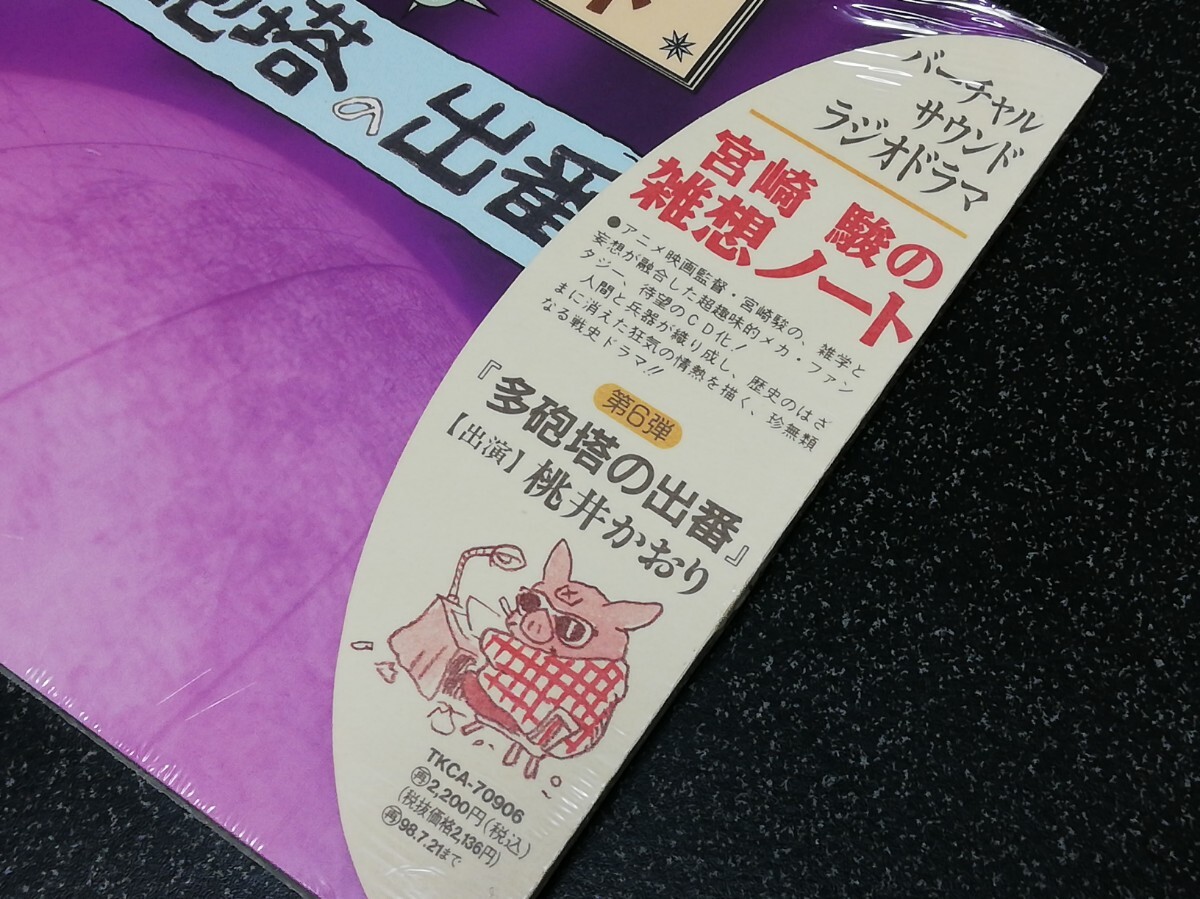 塔の出番
バーチャル
サウンド
ラジオドラマ
宮崎 駿の
雑想ノート
●アニメ映画監督・宮崎駿の、雑学と
妄想が融合した超趣味的メカ・ファン
タジー、待望のCD化!
人間と兵器が織り成し、歴史のはざ
まに消えた狂気の情熱を描く、珍無類
なる戦史ドラマ!!
第6弾
『多砲塔の出番』
【出演】桃井かおり
TKCA-70906
再2,200円(税込)
(税抜価格2,136円)
再98.7.21まで